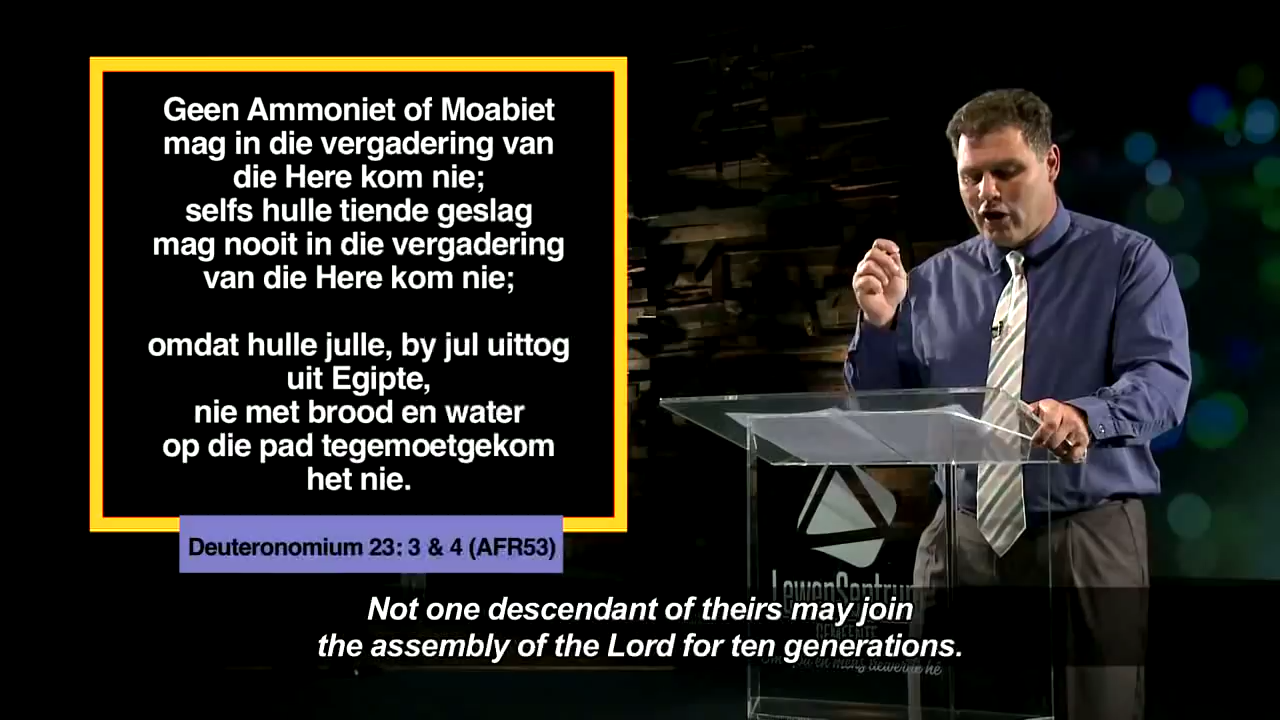 Geen Ammoniet of Moabiet
mag in die vergadering van
die Here kom nie;
selfs hulle tiende geslag
mag nooit in die vergadering
van die Here kom nie;
omdat hulle julle, by jul uittog
uit Egipte,
nie met brood en water
op die pad tegemoetgekom
het nie.
Deuteronomium 23: 3 & 4 (AFR53)
LewenSentrum
Not one descendant of theirs may join
the assembly of the Lord for ten generations.